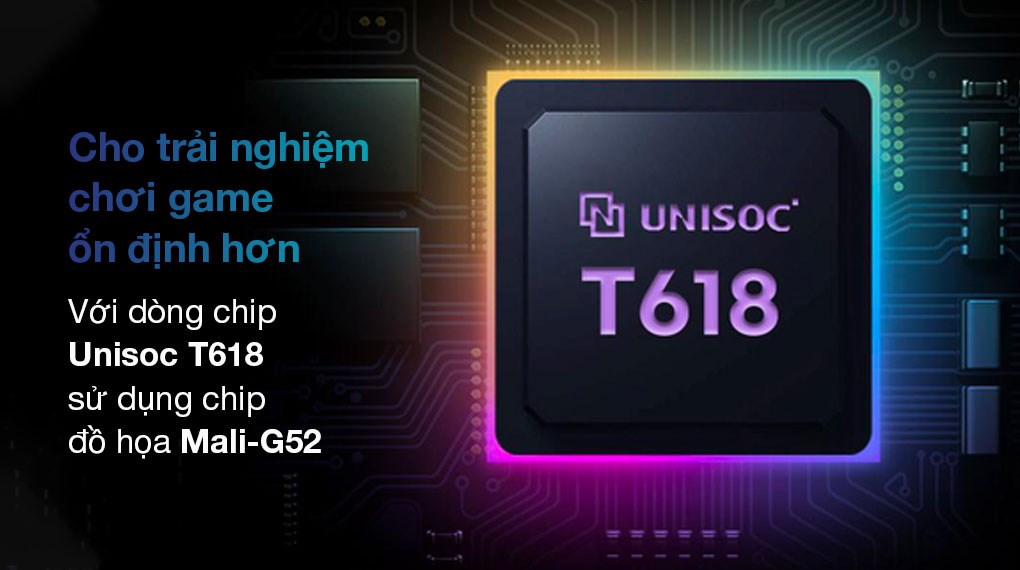 Cho trải nghiệm
chơi game
ổn định hơn
Với dòng chip
Unisoc T618
sử dụng chip
đồ họa Mali-G52
UNISOC
T618